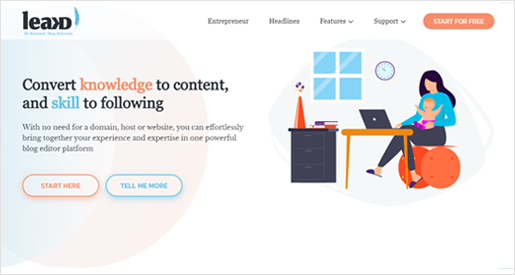 leakd
Entrepreneur Headlines Features Support START FOR FREE
Convert knowledge to content,
and skill to following
With no need for a domain, host or website, you can effortlessly
bring together your experience and expertise in one powerful
blog editor platform
START HERE TELL ME MORE